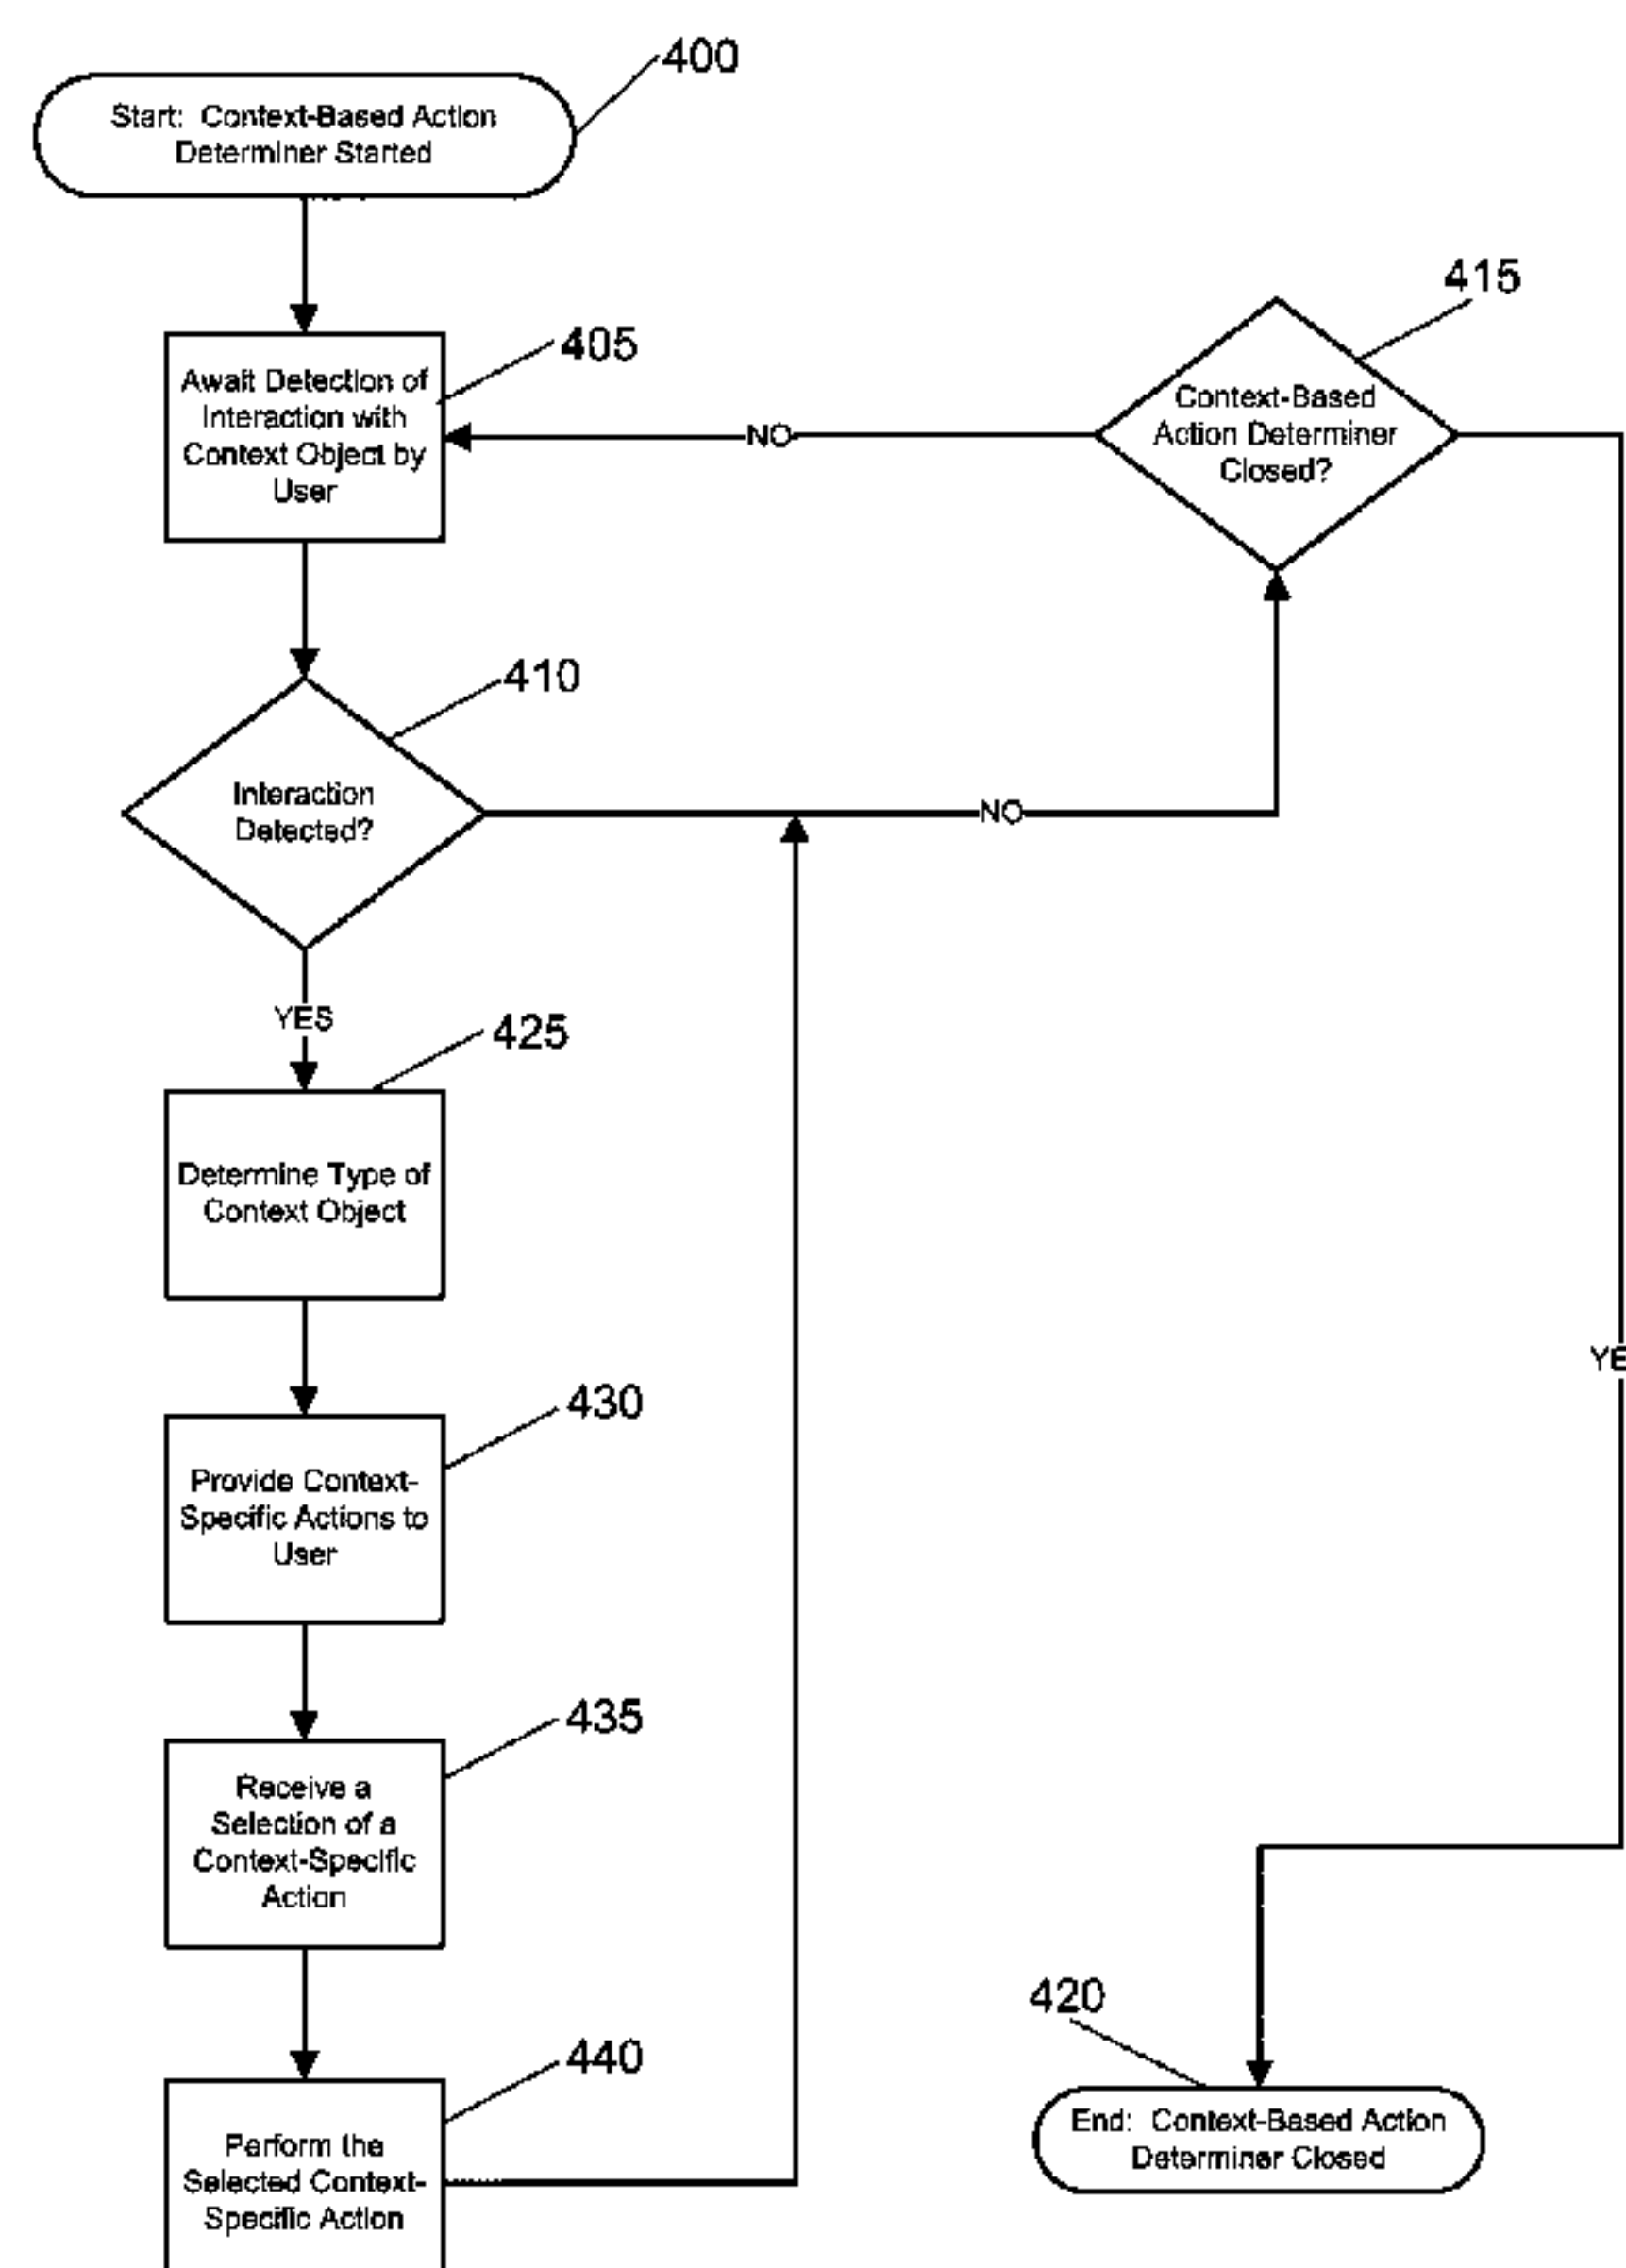 400
Start: Context-Based Action
Determiner Started
415
405
Await Detection of
Interaction with
Context Object by
User
NO
Context-Based
Action Determiner
Closed?
410
Interaction
Detected?
NO
YES
425
Determine Type of
Context Object
YE
430
Provide Context-
Specific Actions to
User
435
Receive a
Selection of a
Context-Specific
Action
420
End: Context-Based Action
Determiner Closed
440
Perform the
Selected Context-
Specific Action